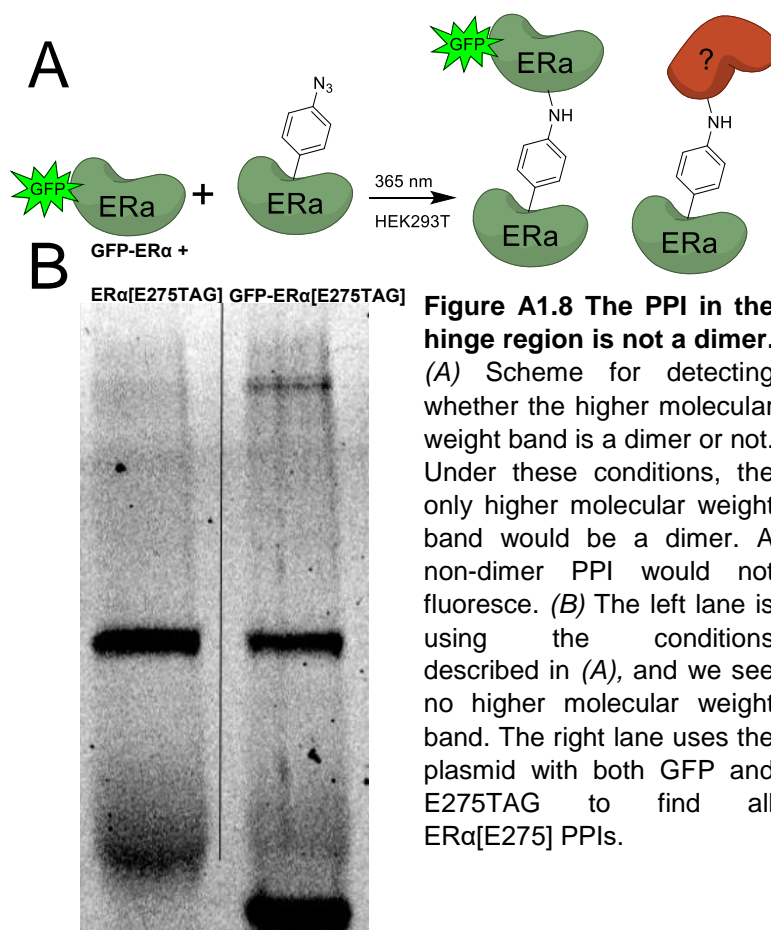 A
GFP
ERa
+
N3
ERa
365 nm
HEK293T
GFP
ERa
NH
ERa
?
NH
ERa
B
GFP-ERα +
ERα[E275TAG]
GFP-ERα[E275TAG]
Figure A1.8 The PPI in the
hinge region is not a dimer.
(A) Scheme for detecting
whether the higher molecular
weight band is a dimer or not.
Under these conditions, the
only higher molecular weight
band would be a dimer. A
non-dimer PPI would not
fluoresce. (B) The left lane is
using the conditions
described in (A), and we see
no higher molecular weight
band. The right lane uses the
plasmid with both GFP and
E275TAG to find all
ERα[E275] PPIs.